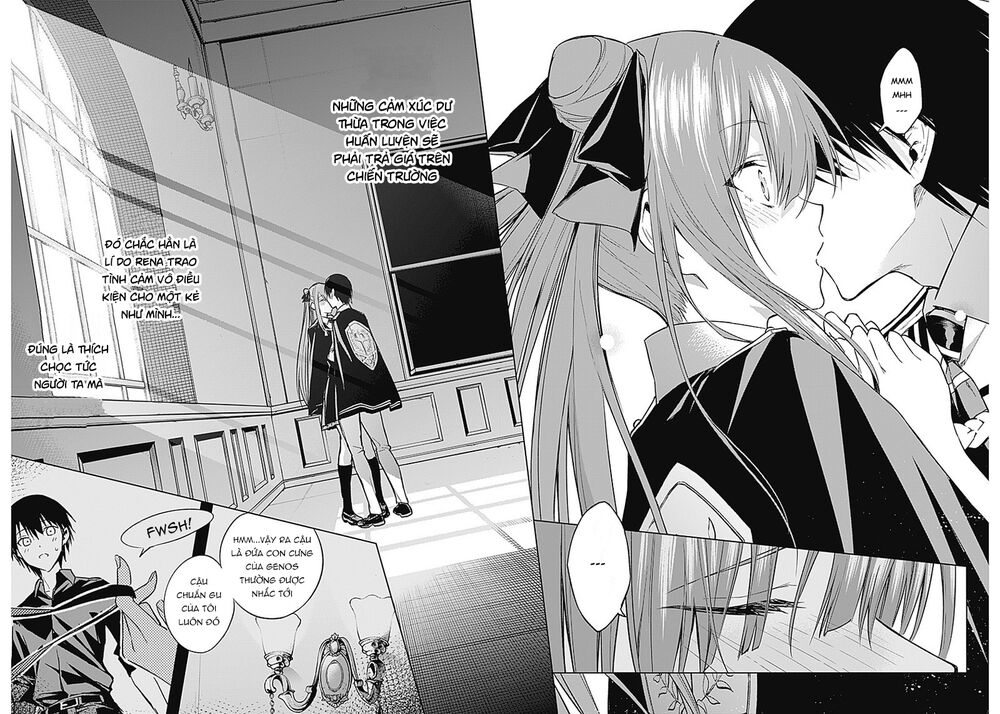 MMM
MHH
---
---
NHỮNG CẢM XÚC DƯ
THỪA TRONG VIỆC
HUẤN LUYỆN SẼ
PHẢI TRẢ GIÁ TRÊN
CHIẾN TRƯỜNG
ĐÓ CHẮC HẲN LÀ
LÍ DO RENA TRAO
TÌNH CẢM VÔ ĐIỀU
KIỆN CHO MỘT KẺ
NHƯ MÌNH...
ĐÚNG LÀ THÍCH
CHỌC TỨC
NGƯỜI TA MÀ
HMM...VẬY RA CẬU
LÀ ĐỨA CON CƯNG
CỦA GENOS
THƯỜNG ĐƯỢC
NHẮC TỚI
FWSH!
CẬU
CHUẨN GU
CỦA TÔI
LUÔN ĐÓ